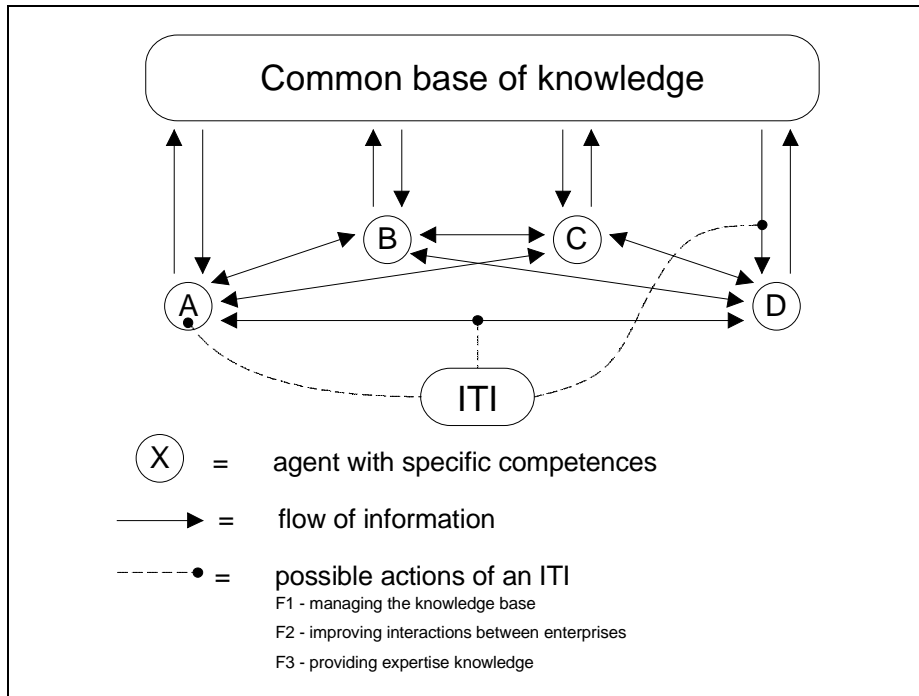 Common base of knowledge
B
C
A
D
ITI
X = agent with specific competences
= flow of information
= possible actions of an ITI
F1 - managing the knowledge base
F2 - improving interactions between enterprises
F3 - providing expertise knowledge